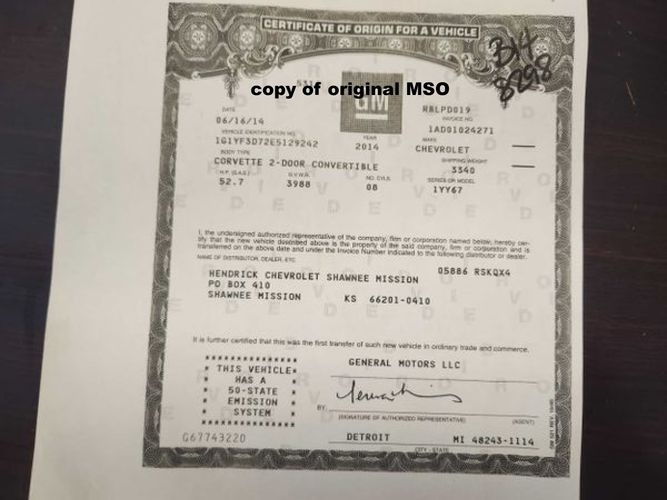 CERTIFICATE OF ORIGIN FOR A VEHICLE
B14
8298
copy of original MSO
GM
DATE
06/16/14
RBLPD019
INVOICE NO.
VEHICLE IDENTIFICATION NO.
1G1YF3D72E5129242
YEAR
2014
1AD01024271
MAKE
CHEVROLET
BODY TYPE
CORVETTE 2-DOOR CONVERTIBLE
SHIPPING WEIGHT
3340
H.P. (S.A.E.)
52.7
G.V.W.R.
3988
NO. CYLS.
08
SERIES OR MODEL
1YY67
I, the undersigned authorized representative of the company, firm or corporation named below, hereby cer-
tify that the new vehicle described above is the property of the said company, firm or corporation and is
transferred on the above date and under the Invoice Number indicated to the following distributor or dealer.
NAME OF DISTRIBUTOR, DEALER, ETC.
HENDRICK CHEVROLET SHAWNEE MISSION 05886 RSKQX4
PO BOX 410
SHAWNEE MISSION KS 66201-0410
It is further certified that this was the first transfer of such new vehicle in ordinary trade and commerce.
GENERAL MOTORS LLC
* * * * * * * * * * * * * * *
* THIS VEHICLE *
* HAS A *
* 50-STATE *
* EMISSION *
* SYSTEM *
* * * * * * * * * * * * * * *
BY:
(SIGNATURE OF AUTHORIZED REPRESENTATIVE) (AGENT)
G67743220
DETROIT MI 48243-1114
CITY - STATE